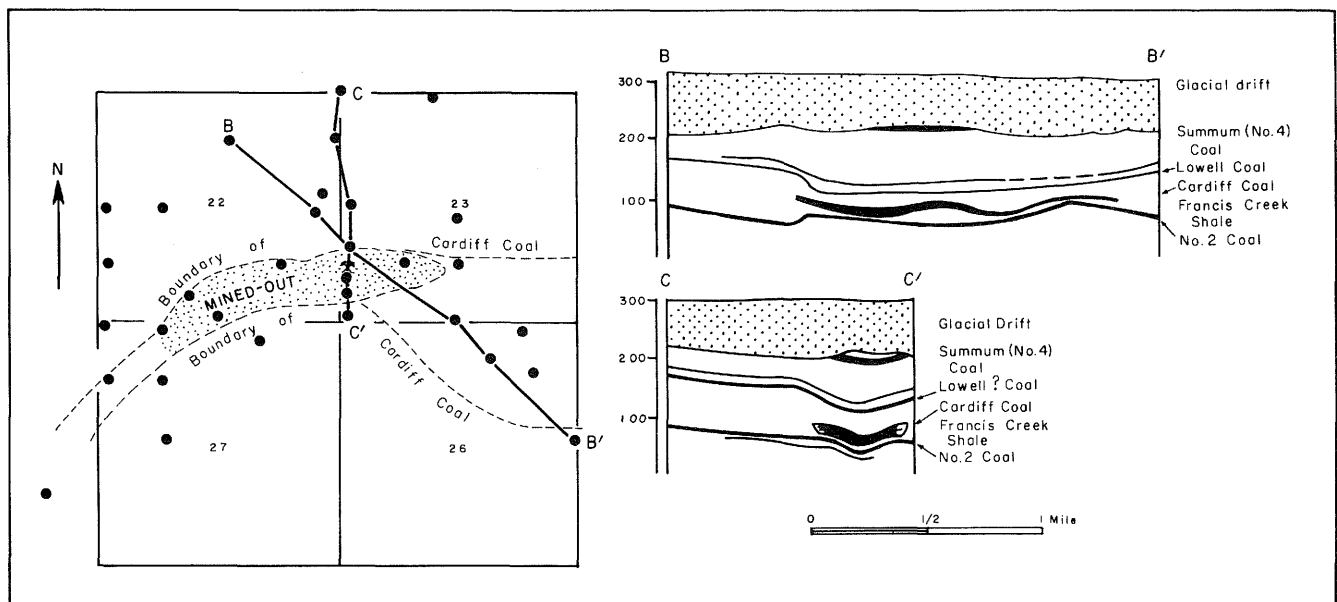 C
B
N
22
23
Boundary of
Cardiff Coal
MINED-OUT
Boundary of
C'
Cardiff
Coal
27
26
B'
B
B'
300
200
100
Glacial drift
Summum (No. 4)
Coal
Lowell Coal
Cardiff Coal
Francis Creek
Shale
No. 2 Coal
C
C'
300
200
100
Glacial Drift
Summum (No. 4)
Coal
Lowell ? Coal
Cardiff Coal
Francis Creek
Shale
No. 2 Coal
0 1/2 1 Mile